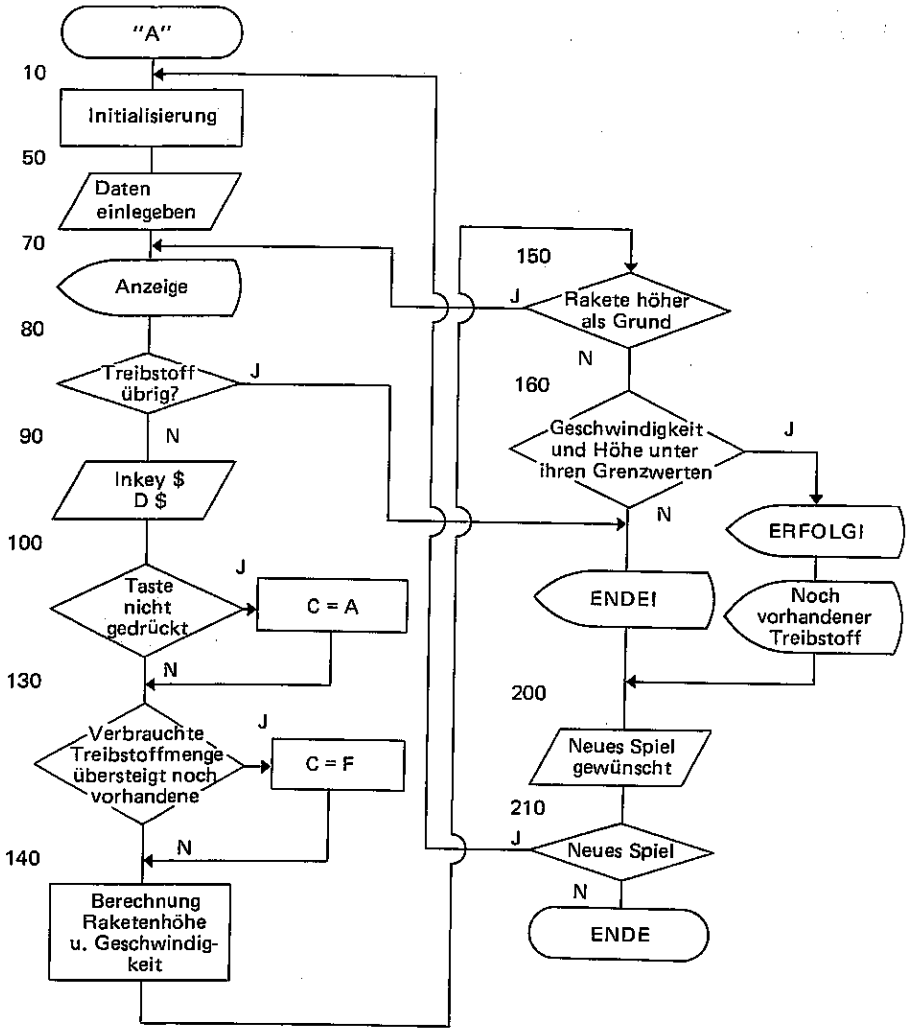 "A"
10
Initialisierung
50
Daten
einlegeben
70
Anzeige
80
Treibstoff
übrig?
J
90
N
Inkey $
D $
100
J
Taste
nicht
gedrückt
C = A
N
130
J
Verbrauchte
Treibstoffmenge
übersteigt noch
vorhandene
C = F
N
140
Berechnung
Raketenhöhe
u. Geschwindig-
keit
150
J
Rakete höher
als Grund
N
160
Geschwindigkeit
und Höhe unter
ihren Grenzwerten
J
N
ERFOLG!
ENDE!
Noch
vorhandener
Treibstoff
200
Neues Spiel
gewünscht
210
J
Neues Spiel
N
ENDE